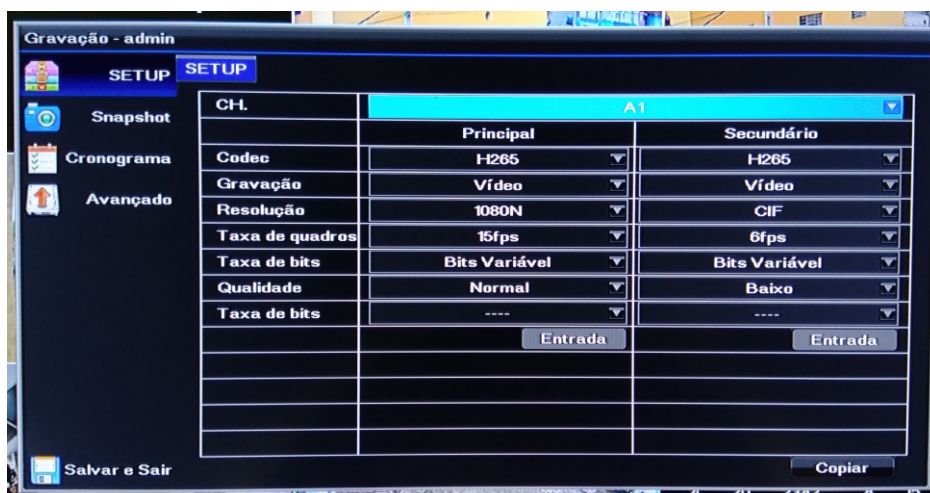 Gravação - admin
SETUP
SETUP
Snapshot
Cronograma
Avançado
CH. A1
Principal Secundário
Codec H265 H265
Gravação Vídeo Vídeo
Resolução 1080N CIF
Taxa de quadros 15fps 6fps
Taxa de bits Bits Variável Bits Variável
Qualidade Normal Baixo
Taxa de bits ---- ----
Entrada Entrada
Salvar e Sair
Copiar